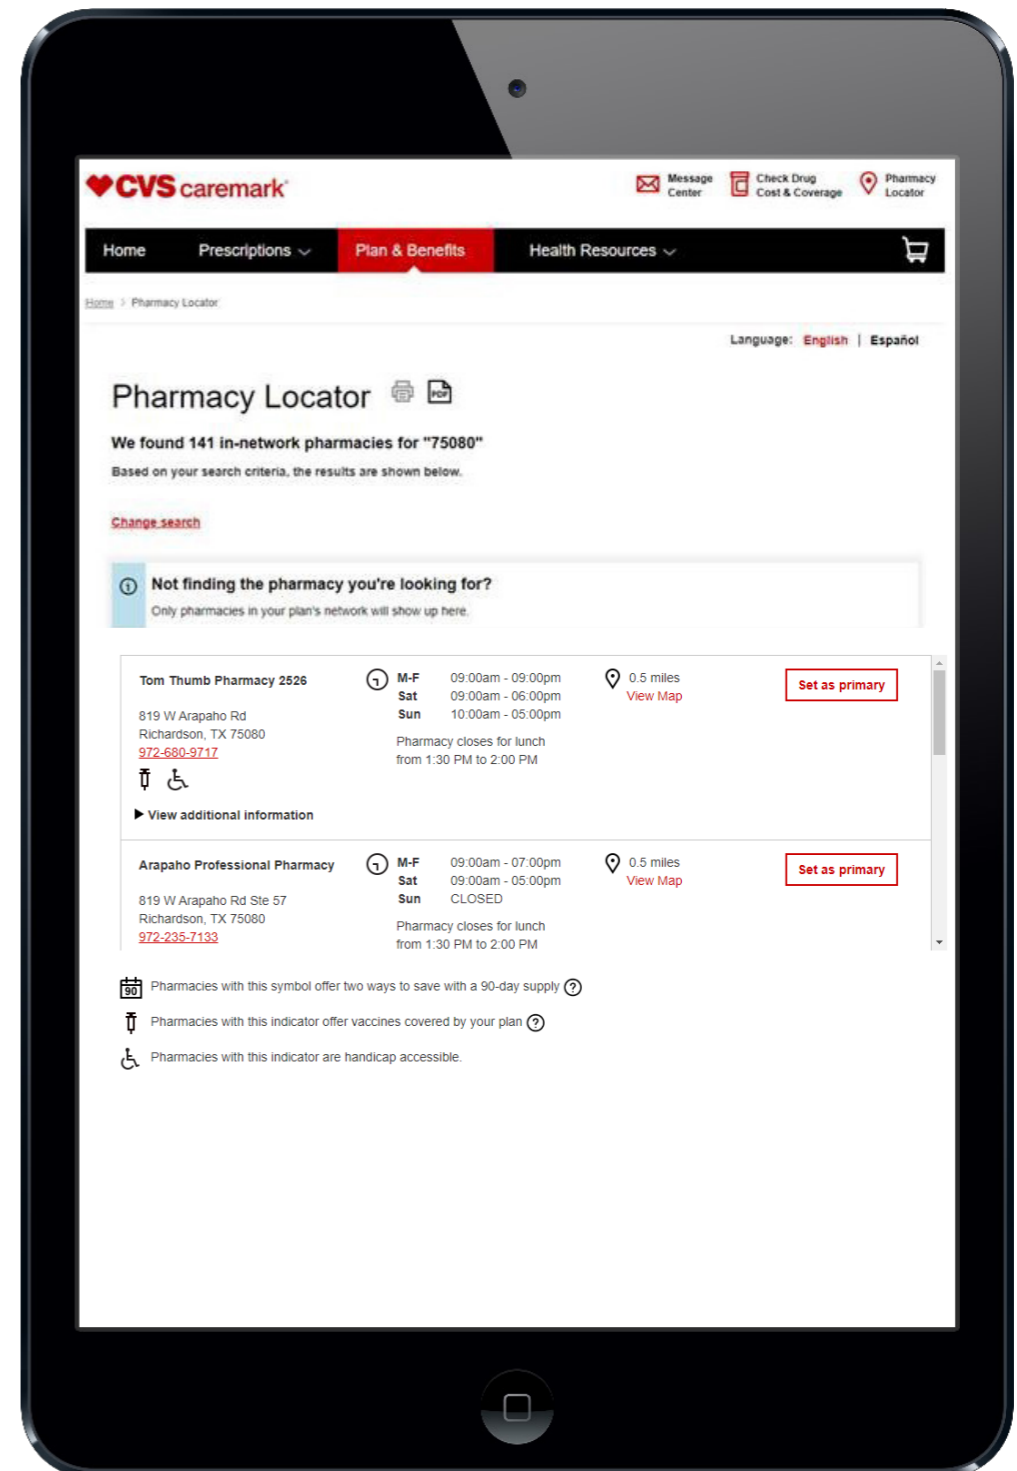 CVS caremark
Message Center
Check Drug Cost & Coverage
Pharmacy Locator
Home Prescriptions Plan & Benefits Health Resources
Home > Pharmacy Locator
Language: English | Español
Pharmacy Locator PDF
We found 141 in-network pharmacies for "75080"
Based on your search criteria, the results are shown below.
Change search
Not finding the pharmacy you're looking for?
Only pharmacies in your plan's network will show up here.
Tom Thumb Pharmacy 2526
819 W Arapaho Rd
Richardson, TX 75080
972-680-9717
View additional information
M-F 09:00am - 09:00pm
Sat 09:00am - 06:00pm
Sun 10:00am - 05:00pm
Pharmacy closes for lunch
from 1:30 PM to 2:00 PM
0.5 miles
View Map
Set as primary
Arapaho Professional Pharmacy
819 W Arapaho Rd Ste 57
Richardson, TX 75080
972-235-7133
M-F 09:00am - 07:00pm
Sat 09:00am - 05:00pm
Sun CLOSED
Pharmacy closes for lunch
from 1:30 PM to 2:00 PM
0.5 miles
View Map
Set as primary
90 Pharmacies with this symbol offer two ways to save with a 90-day supply ?
Pharmacies with this indicator offer vaccines covered by your plan ?
Pharmacies with this indicator are handicap accessible.